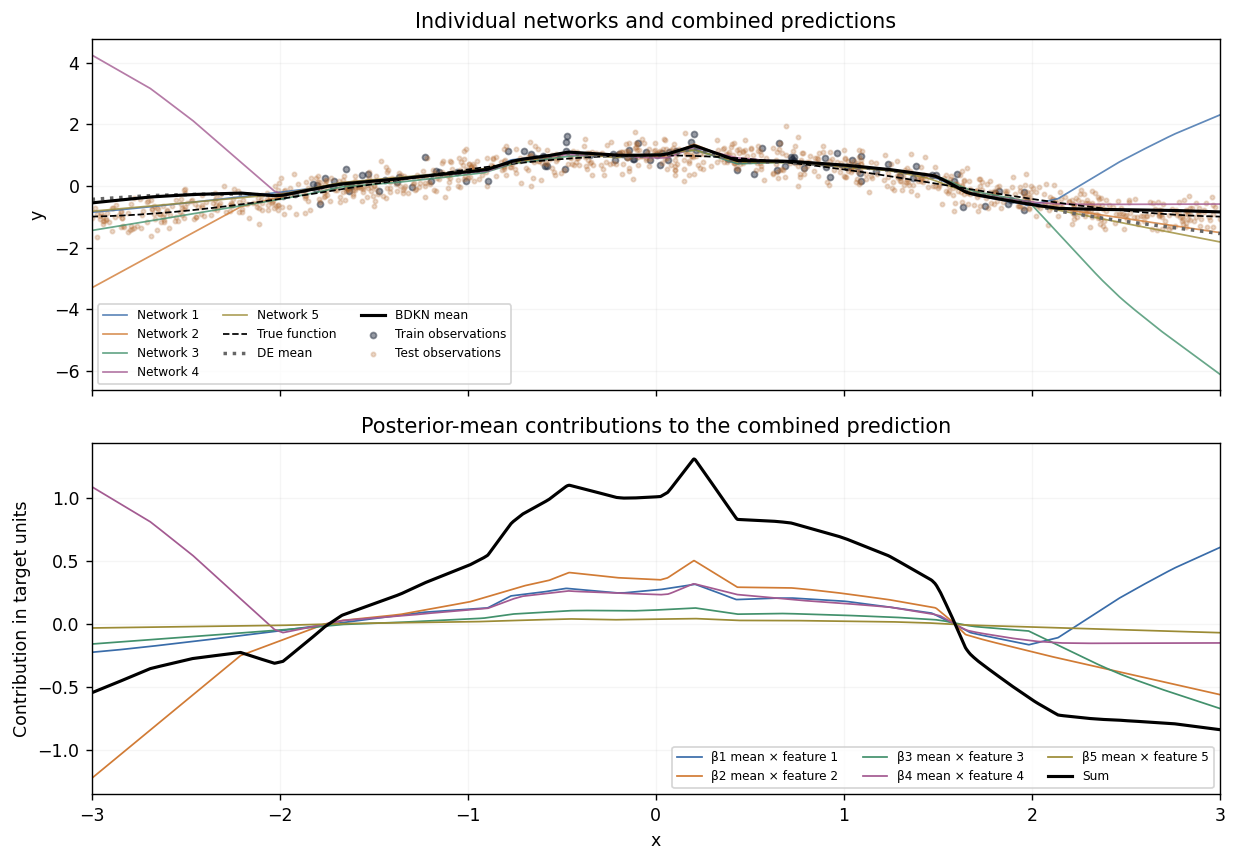 Individual networks and combined predictions
4
2
0
−2
−4
−6
y
Network 1
Network 2
Network 3
Network 4
Network 5
True function
DE mean
BDKN mean
Train observations
Test observations
Posterior-mean contributions to the combined prediction
1.0
0.5
0.0
−0.5
−1.0
Contribution in target units
β1 mean × feature 1
β2 mean × feature 2
β3 mean × feature 3
β4 mean × feature 4
β5 mean × feature 5
Sum
−3 −2 −1 0 1 2 3
x